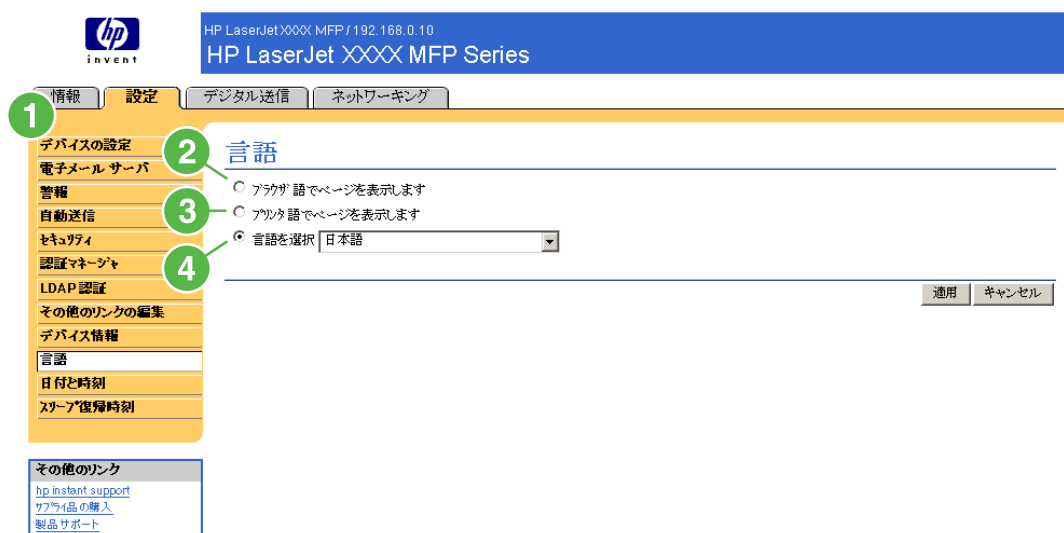 hp
invent
HP LaserJet XXXX MFP / 192.168.0.10
HP LaserJet XXXX MFP Series
情報 設定 デジタル送信 ネットワーキング
1
デバイスの設定
電子メール サーバ
警報
自動送信
セキュリティ
認証マネージャ
LDAP 認証
その他のリンクの編集
デバイス情報
言語
日付と時刻
スリープ復帰時刻
その他のリンク
hp instant support
サプライ品の購入
製品サポート
言語
2
ブラウザ語でページを表示します
3
プリンタ語でページを表示します
4
言語を選択 日本語
適用 キャンセル